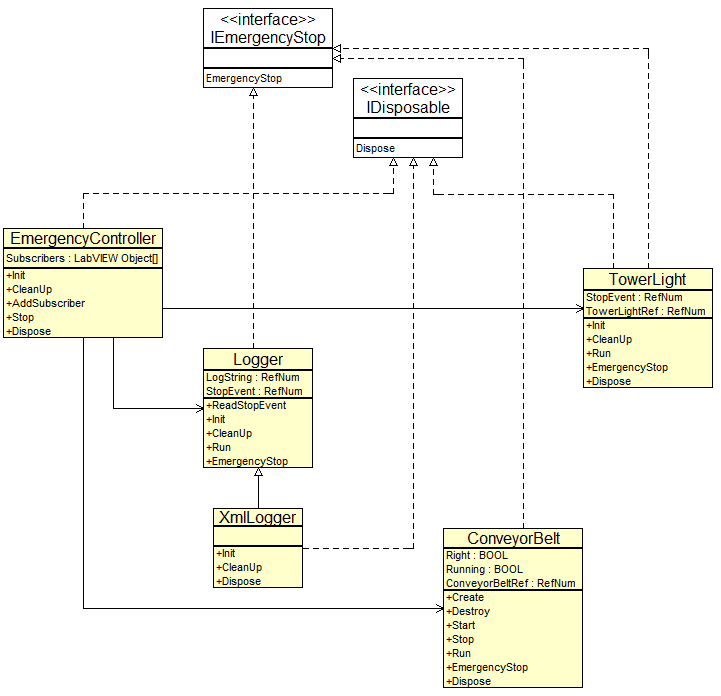 <<interface>>
IEmergencyStop
EmergencyStop
<<interface>>
IDisposable
Dispose
EmergencyController
Subscribers : LabVIEW Object[]
+Init
+CleanUp
+AddSubscriber
+Stop
+Dispose
TowerLight
StopEvent : RefNum
TowerLightRef : RefNum
+Init
+CleanUp
+Run
+EmergencyStop
+Dispose
Logger
LogString : RefNum
StopEvent : RefNum
+ReadStopEvent
+Init
+CleanUp
+Run
+EmergencyStop
XmlLogger
+Init
+CleanUp
+Dispose
ConveyorBelt
Right : BOOL
Running : BOOL
ConveyorBeltRef : RefNum
+Create
+Destroy
+Start
+Stop
+Run
+EmergencyStop
+Dispose